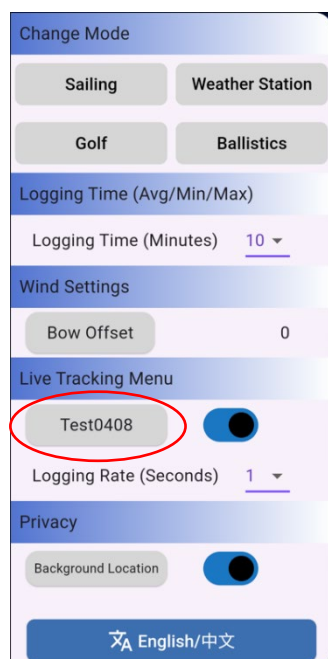 Change Mode
Sailing Weather Station
Golf Ballistics
Logging Time (Avg/Min/Max)
Logging Time (Minutes) 10
Wind Settings
Bow Offset 0
Live Tracking Menu
Test0408
Logging Rate (Seconds) 1
Privacy
Background Location
English/中文